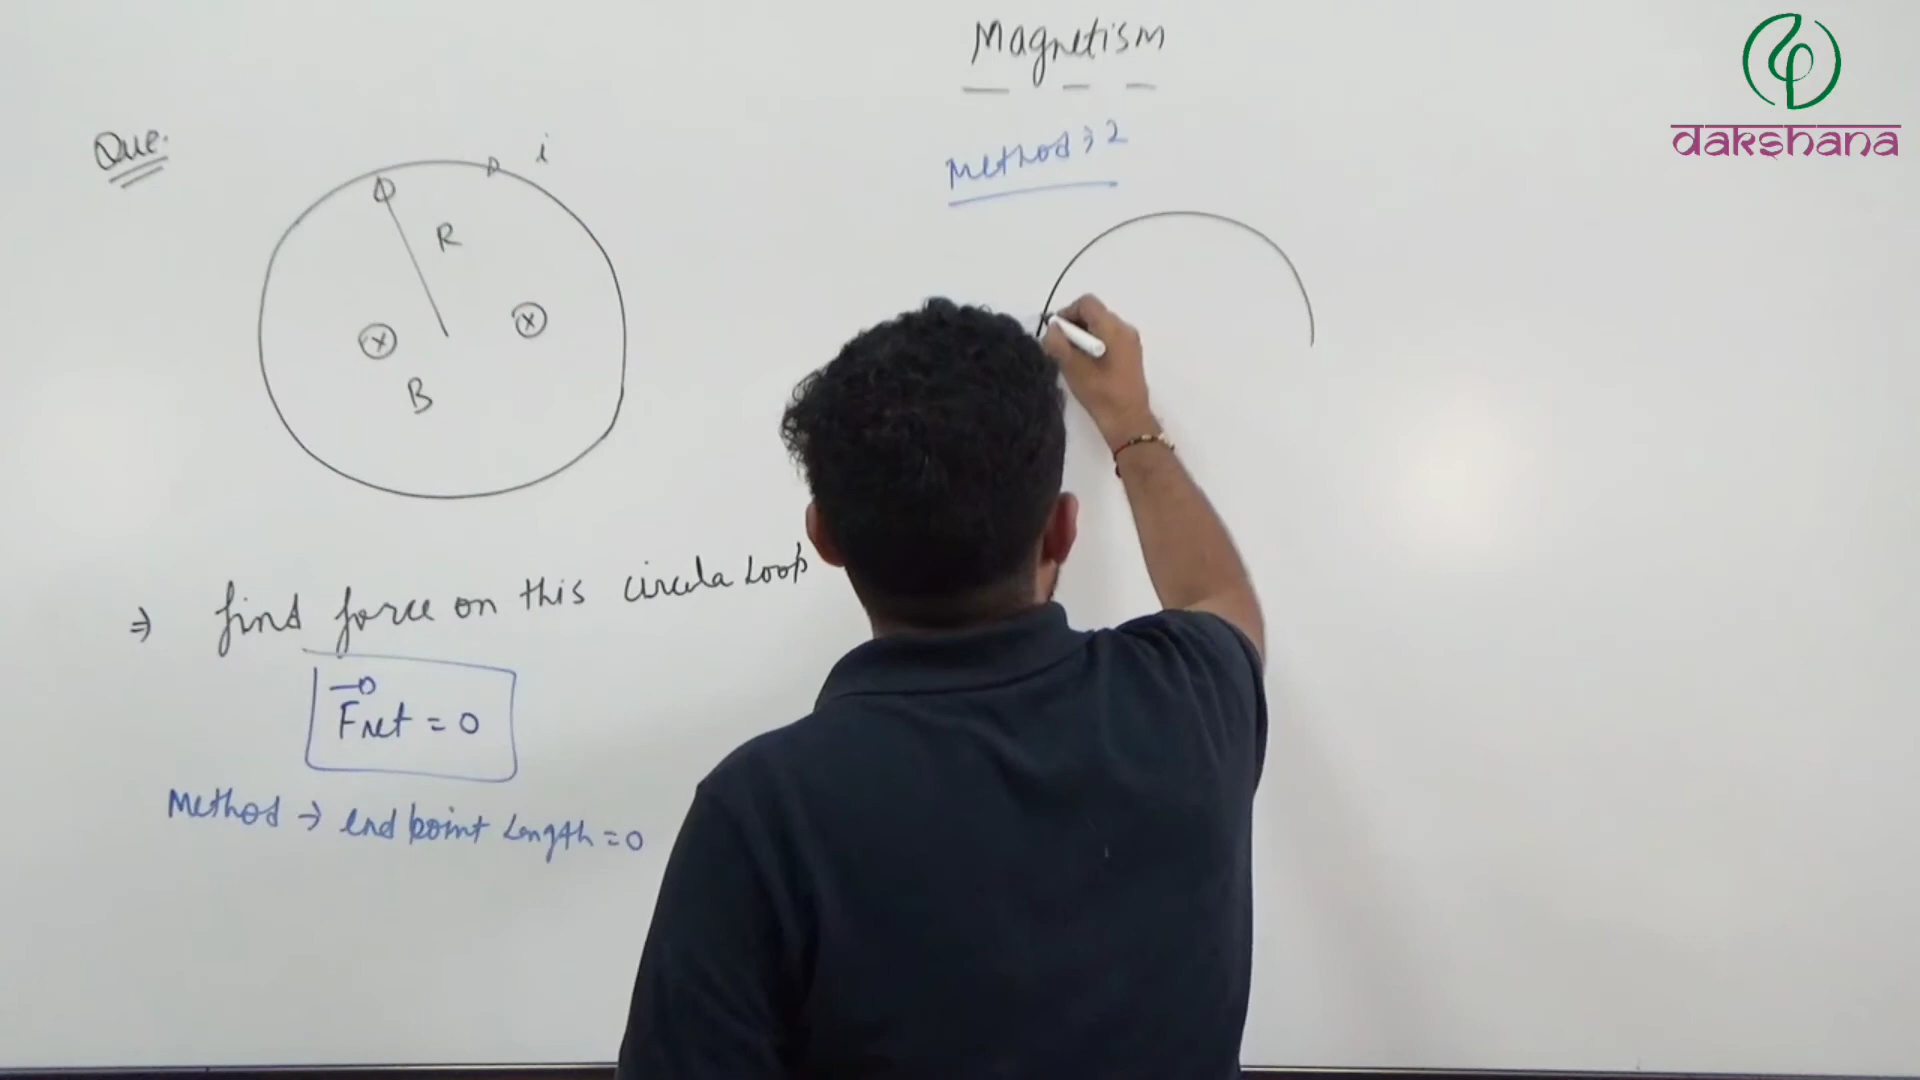 Magnetism
dakshana
Que.
i
Method → 2
R
B
⇒ find force on this circula Loop
Fnet = 0
Method → end point Length = 0